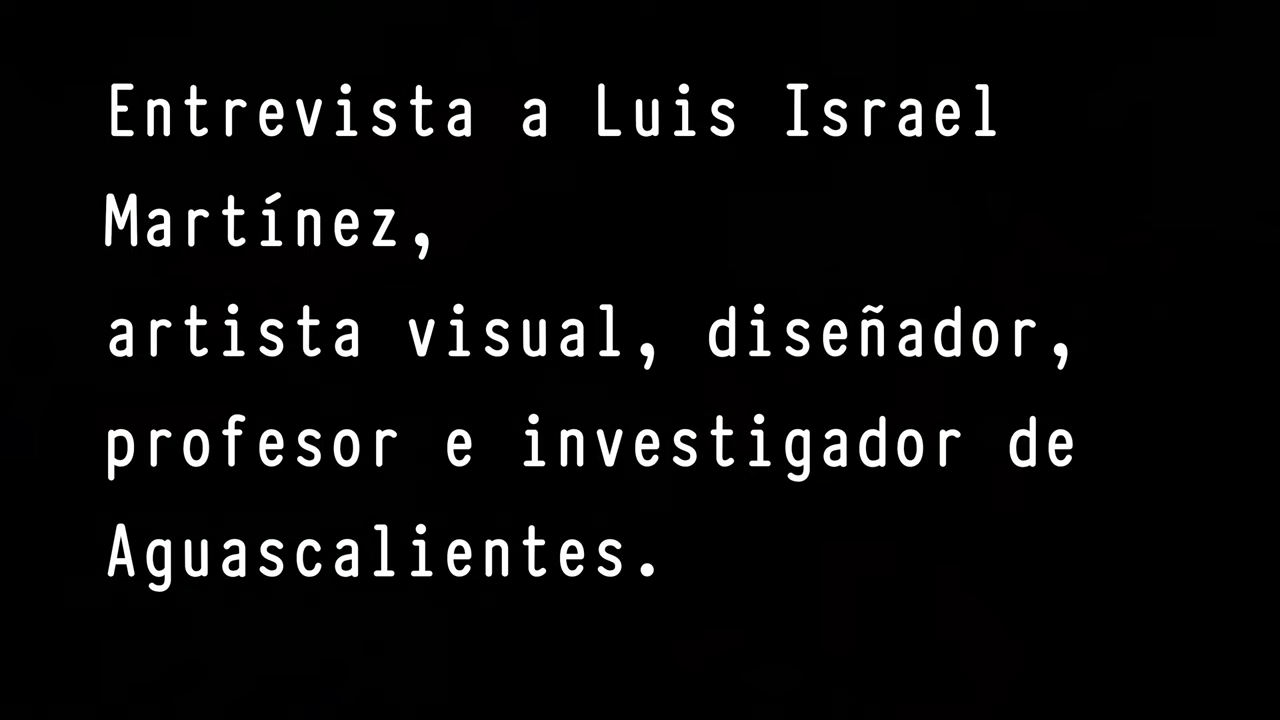 Entrevista a Luis Israel
Martínez,
artista visual, diseñador,
profesor e investigador de
Aguascalientes.